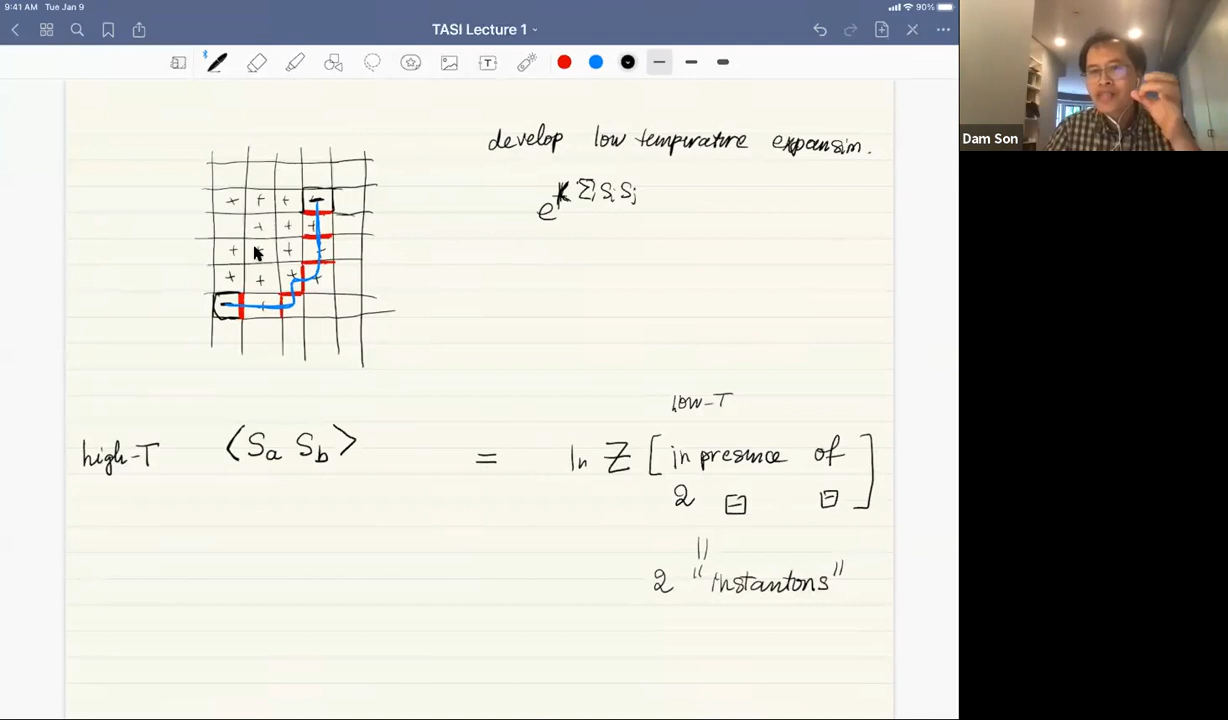 9:41 AM Tue Jan 9
90%
TASI Lecture 1
Dam Son
develop low temperature expansion.
e^{K Σ S_i S_j}
+ + + −
+ + +
+ + +
+ + + +
− +
low-T
high-T ⟨S_a S_b⟩ = ln Z [in presence of
2 ⊟ ⊟]
||
2 "instantons"